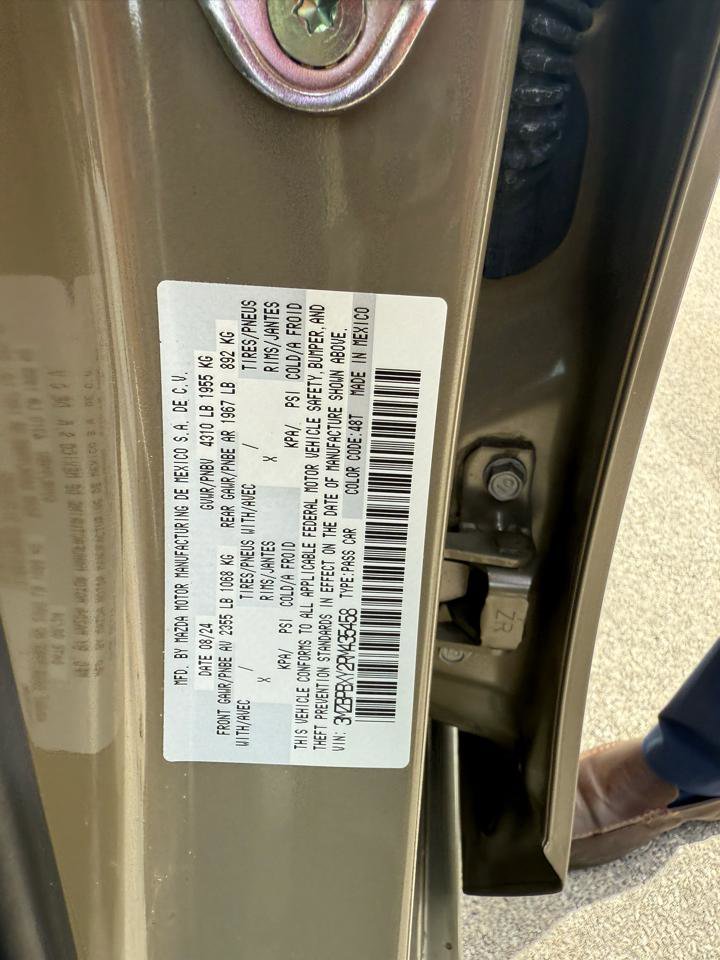 MFD. BY MAZDA MOTOR MANUFACTURING DE MEXICO S.A. DE C.V.
DATE 08/24 GVWR/PNBV 4310 LB 1955 KG
FRONT GAWR/PNBE AV 2355 LB 1068 KG REAR GAWR/PNBE AR 1967 LB 892 KG
WITH/AVEC / TIRES/PNEUS WITH/AVEC / TIRES/PNEUS
X RIMS/JANTES X RIMS/JANTES
KPA/ PSI COLD/A FROID KPA/ PSI COLD/A FROID
THIS VEHICLE CONFORMS TO ALL APPLICABLE FEDERAL MOTOR VEHICLE SAFETY, BUMPER, AND
THEFT PREVENTION STANDARDS IN EFFECT ON THE DATE OF MANUFACTURE SHOWN ABOVE.
VIN: 3MZBPBXY2RM435458 TYPE:PASS CAR COLOR CODE:48T MADE IN MEXICO
ZR